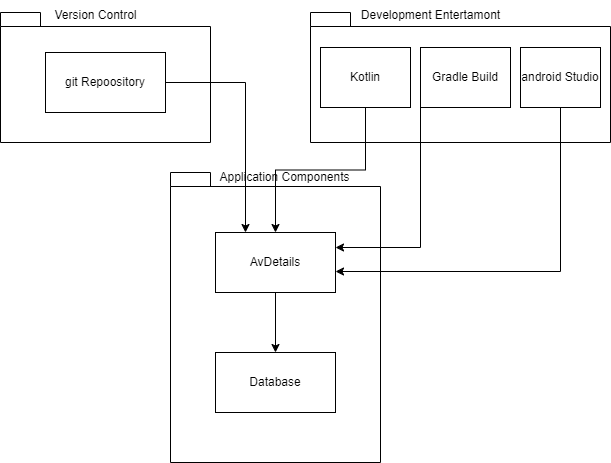 Version Control
Development Entertamont
git Repoository
Kotlin
Gradle Build
android Studio
Application Components
AvDetails
Database